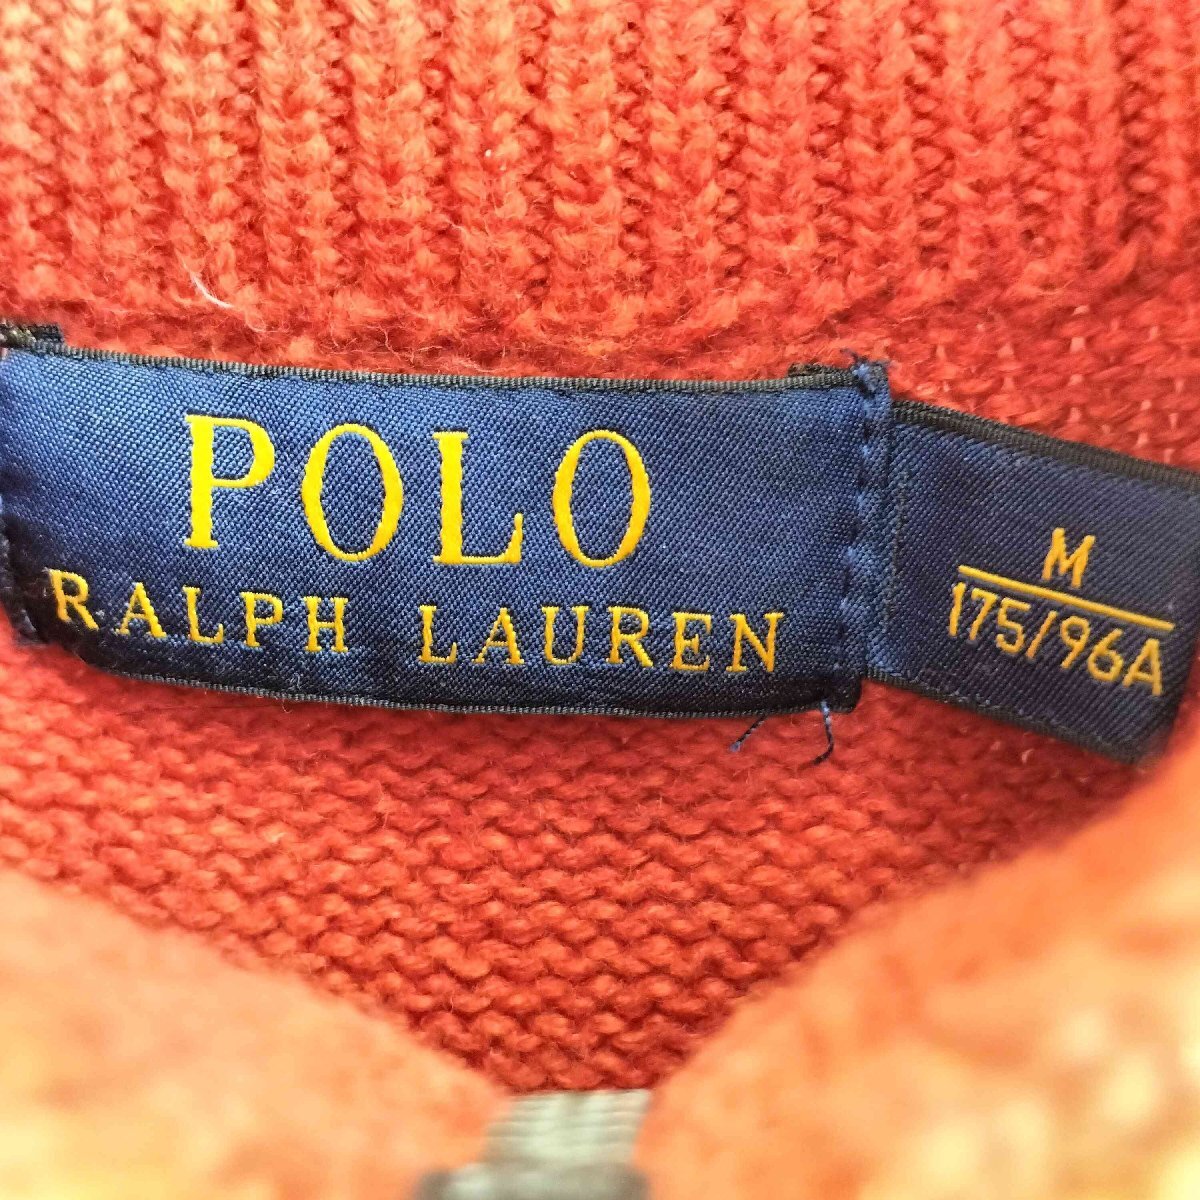 POLO
RALPH LAUREN
M
175/96A